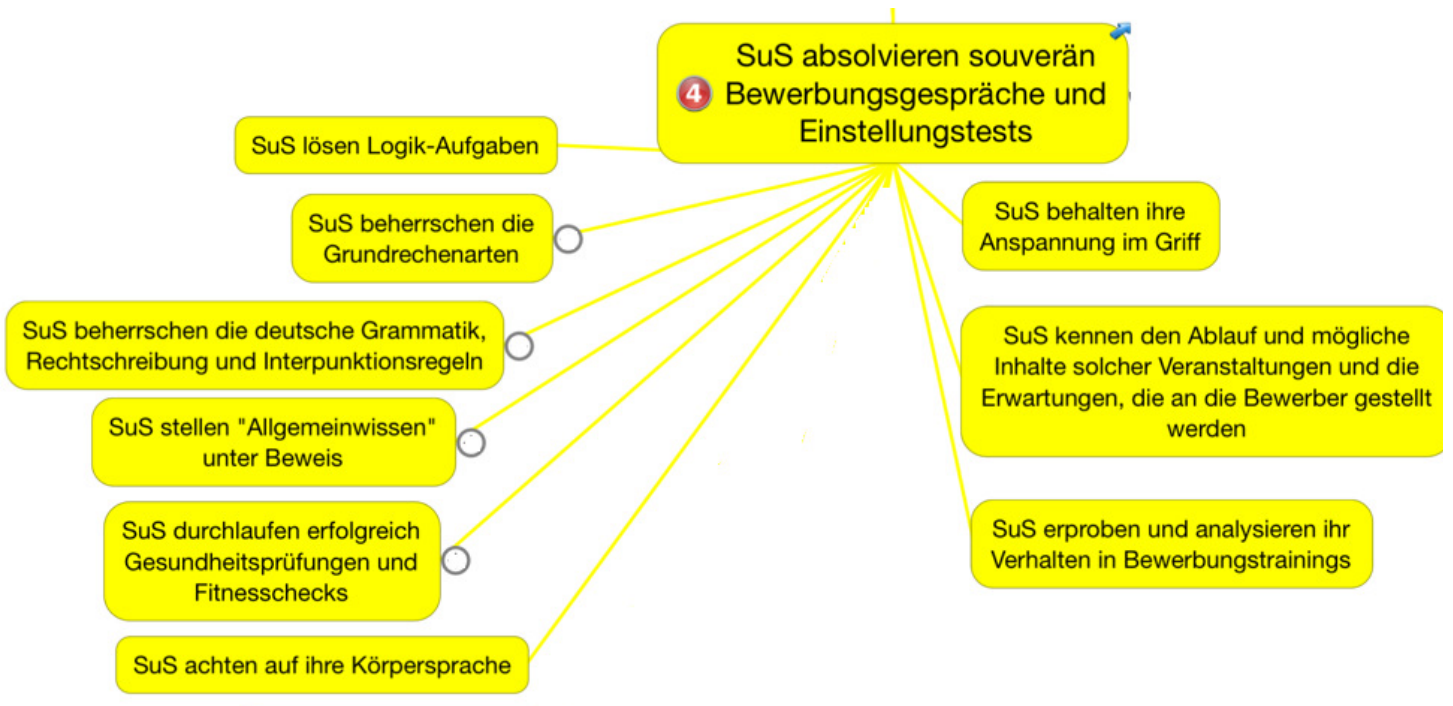 4
SuS absolvieren souverän
Bewerbungsgespräche und
Einstellungstests
SuS lösen Logik-Aufgaben
SuS beherrschen die
Grundrechenarten
SuS beherrschen die deutsche Grammatik,
Rechtschreibung und Interpunktionsregeln
SuS stellen "Allgemeinwissen"
unter Beweis
SuS durchlaufen erfolgreich
Gesundheitsprüfungen und
Fitnesschecks
SuS achten auf ihre Körpersprache
SuS behalten ihre
Anspannung im Griff
SuS kennen den Ablauf und mögliche
Inhalte solcher Veranstaltungen und die
Erwartungen, die an die Bewerber gestellt
werden
SuS erproben und analysieren ihr
Verhalten in Bewerbungstrainings